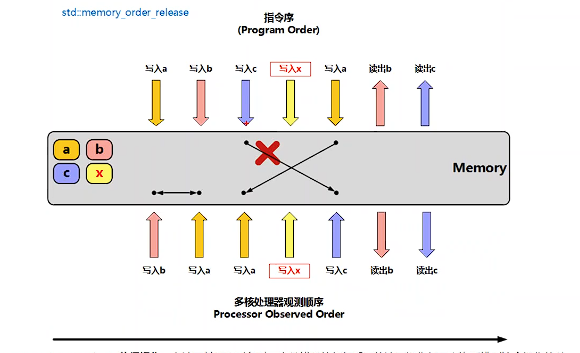 std::memory_order_release
指令序
(Program Order)
写入a 写入b 写入c 写入x 写入a 读出b 读出c
a b
c x
Memory
写入b 写入a 写入a 写入x 写入c 读出b 读出c
多核处理器观测顺序
Processor Observed Order